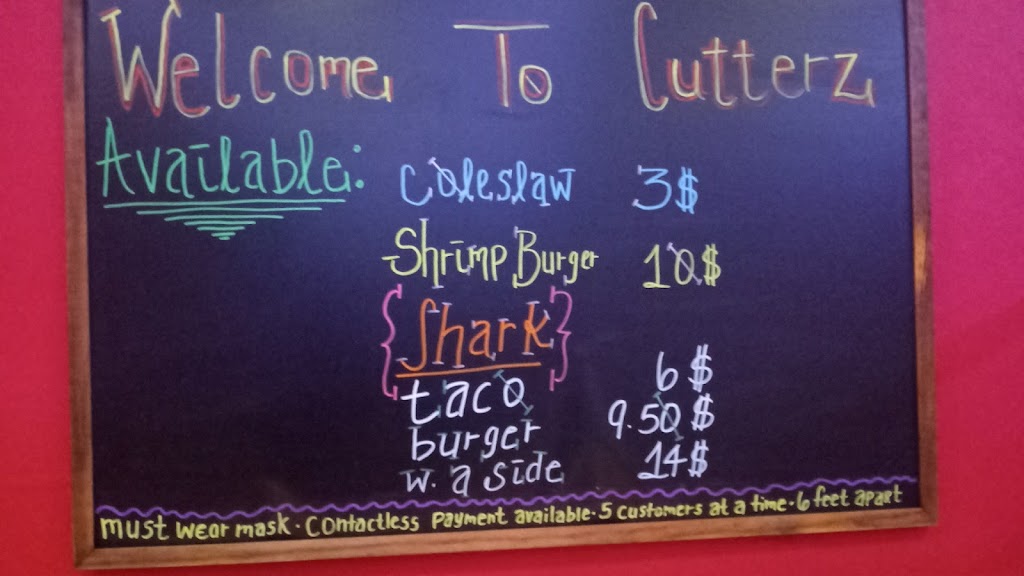 Welcome To Cutterz
Available:
Coleslaw 3$
Shrimp Burger 10$
Shark
taco 6$
burger 9.50$
w. a side 14$
must wear mask · contactless payment available · 5 customers at a time · 6 feet apart